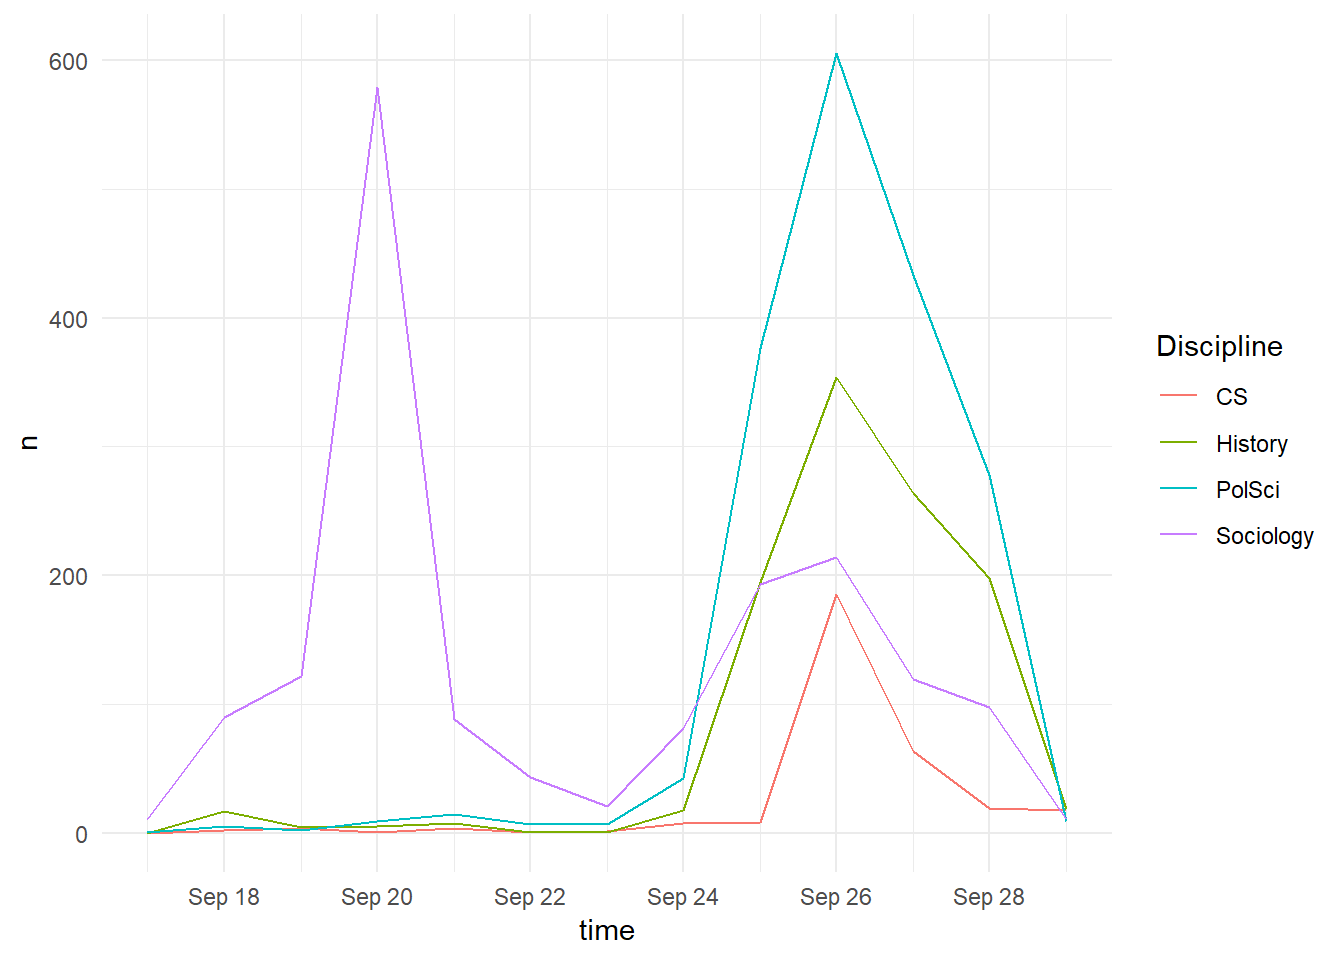 600
400
200
0
n
Sep 18
Sep 20
Sep 22
Sep 24
Sep 26
Sep 28
time
Discipline
CS
History
PolSci
Sociology